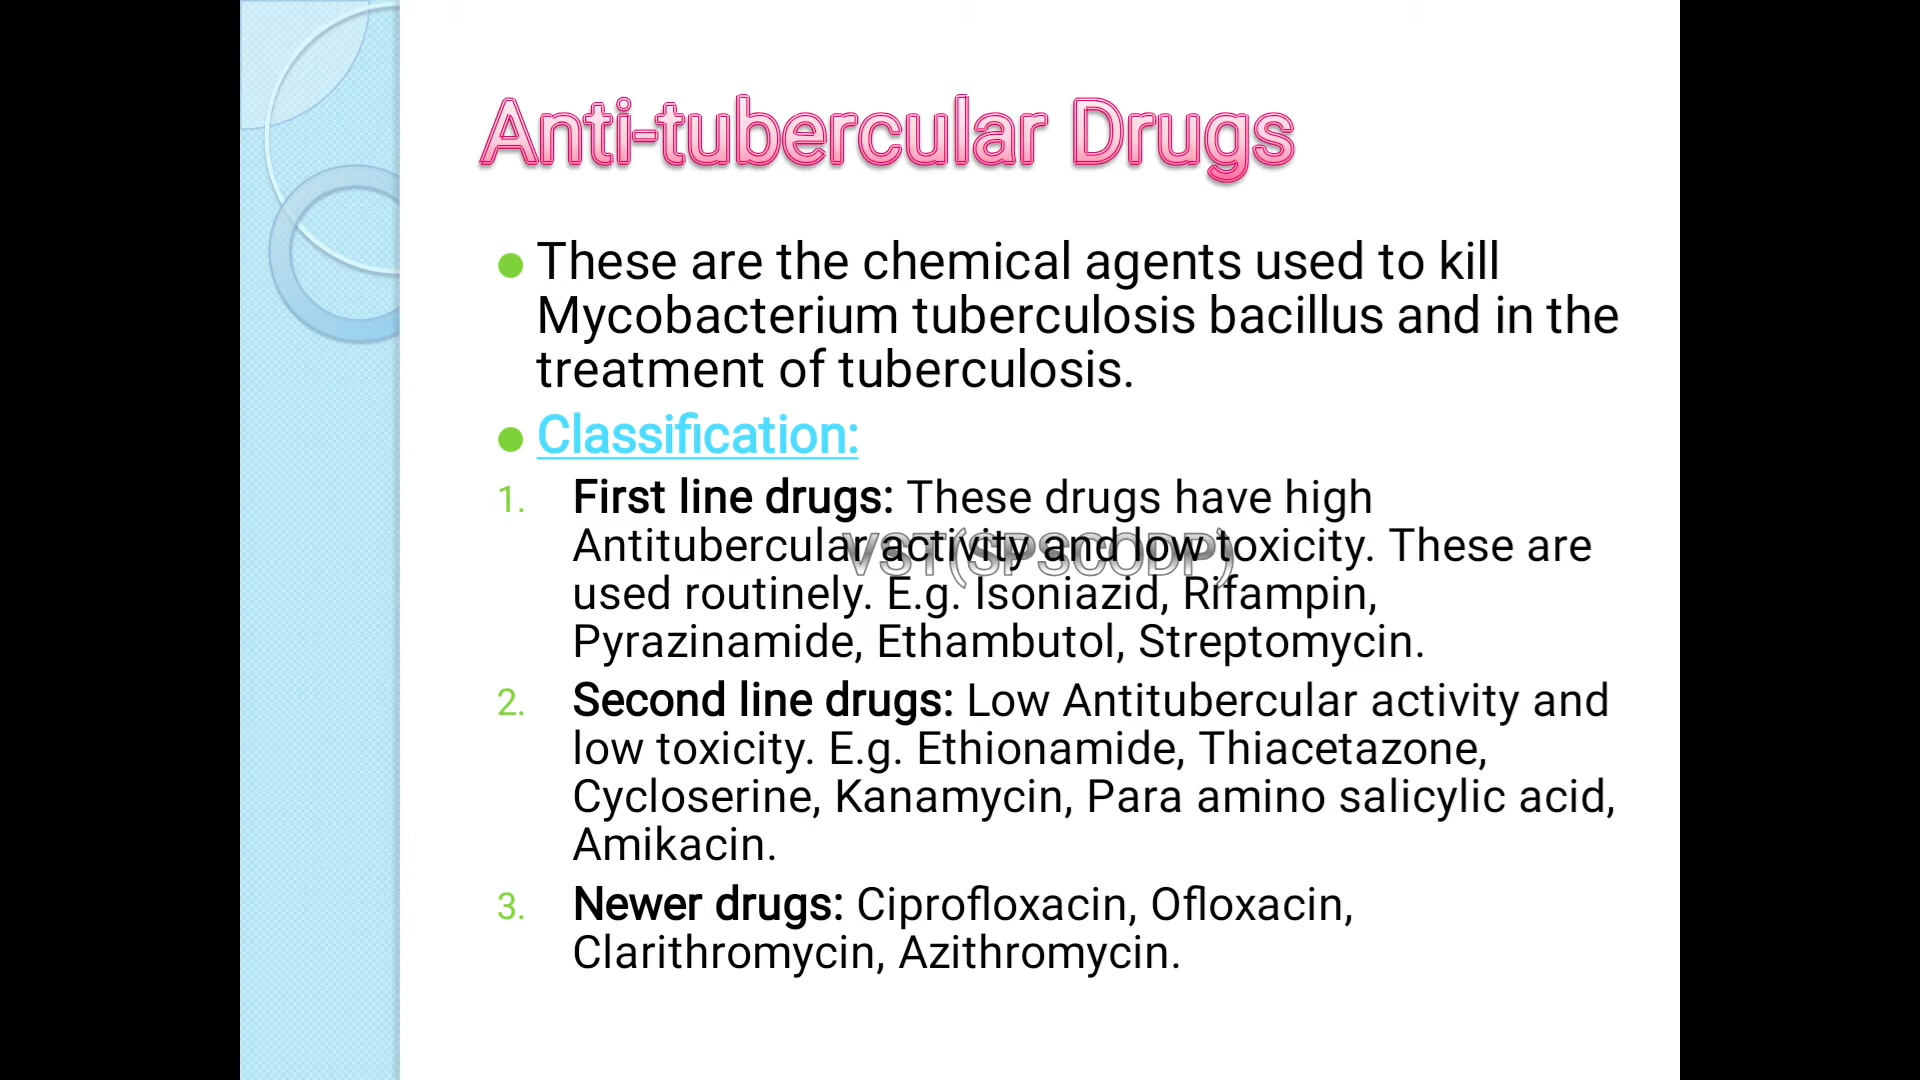 Anti-tubercular Drugs
These are the chemical agents used to kill
Mycobacterium tuberculosis bacillus and in the
treatment of tuberculosis.
Classification:
1. First line drugs: These drugs have high
Antitubercular activity and low toxicity. These are
VST(SPSCODP)
used routinely. E.g. Isoniazid, Rifampin,
Pyrazinamide, Ethambutol, Streptomycin.
2. Second line drugs: Low Antitubercular activity and
low toxicity. E.g. Ethionamide, Thiacetazone,
Cycloserine, Kanamycin, Para amino salicylic acid,
Amikacin.
3. Newer drugs: Ciprofloxacin, Ofloxacin,
Clarithromycin, Azithromycin.